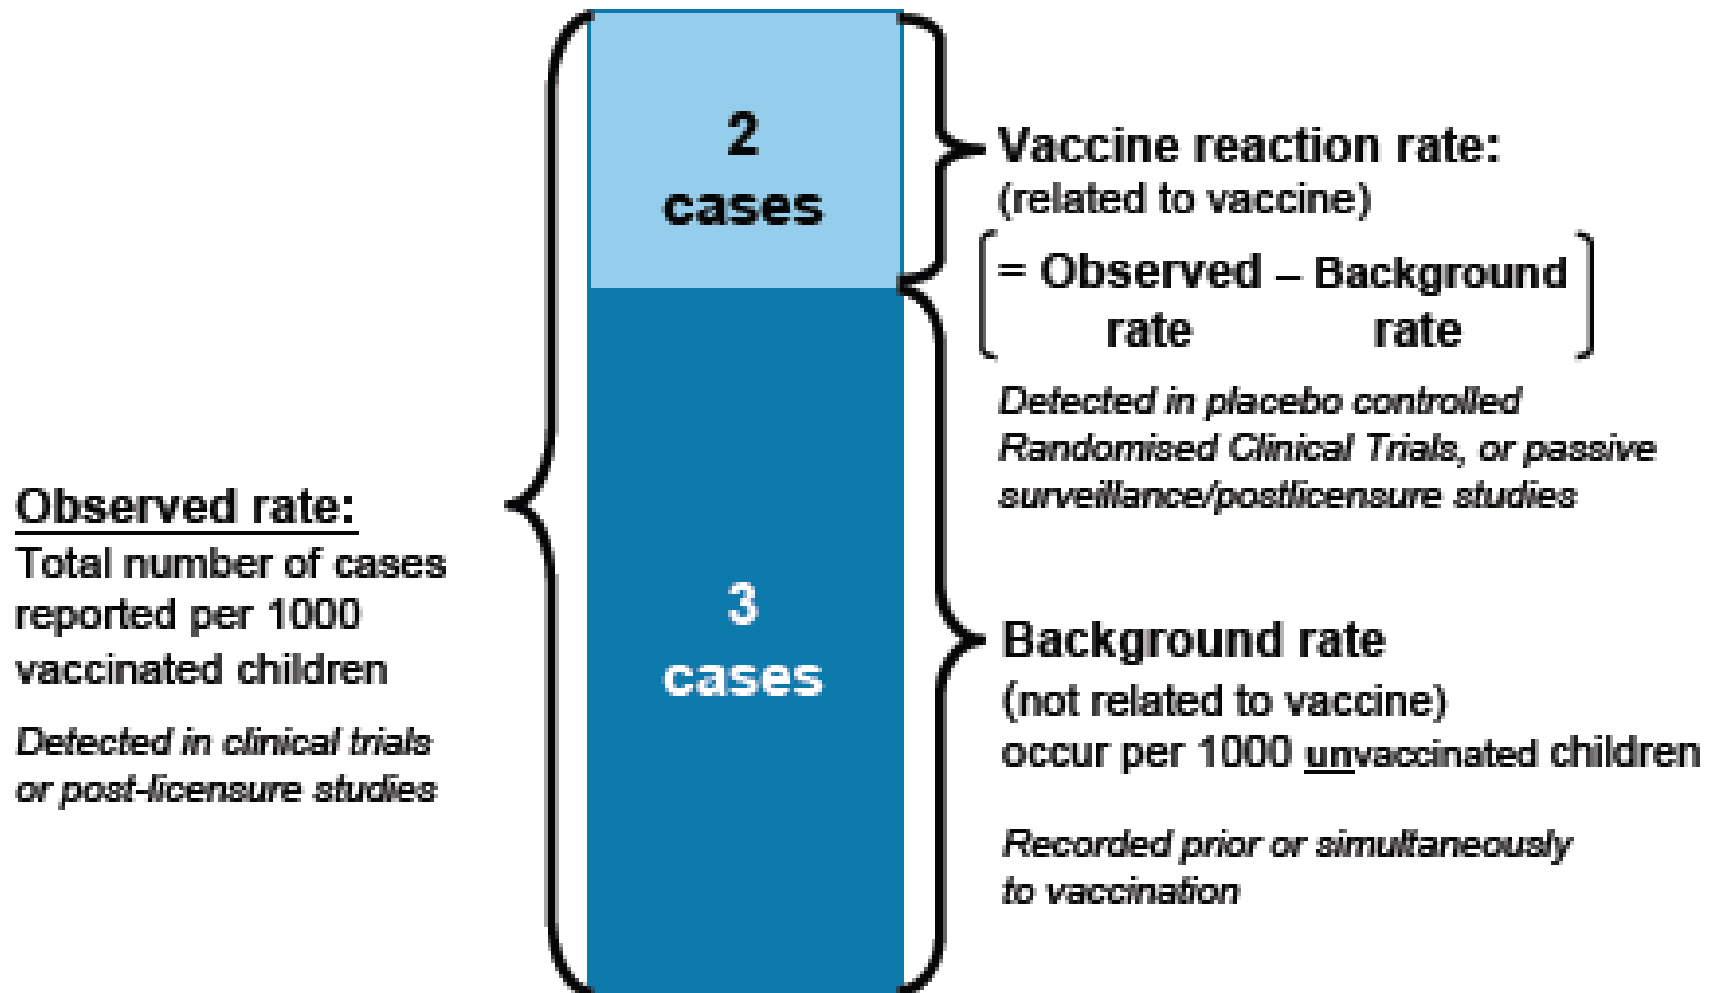 Observed rate:
Total number of cases
reported per 1000
vaccinated children
Detected in clinical trials
or post-licensure studies
2
cases
3
cases
Vaccine reaction rate:
(related to vaccine)
= Observed – Background
rate rate
Detected in placebo controlled
Randomised Clinical Trials, or passive
surveillance/postlicensure studies
Background rate
(not related to vaccine)
occur per 1000 unvaccinated children
Recorded prior or simultaneously
to vaccination